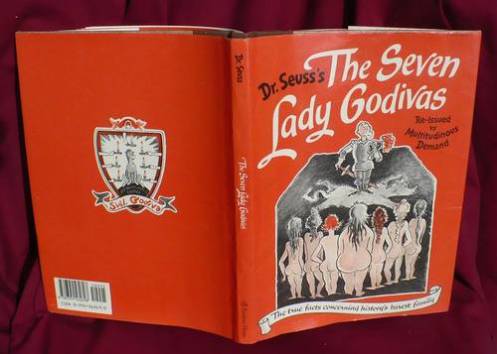 Dr. Seuss's The Seven
Lady Godivas
Re-Issued
by
Multitudinous
Demand
The true facts concerning history's barest family
Dr. Seuss
The Seven Lady Godivas